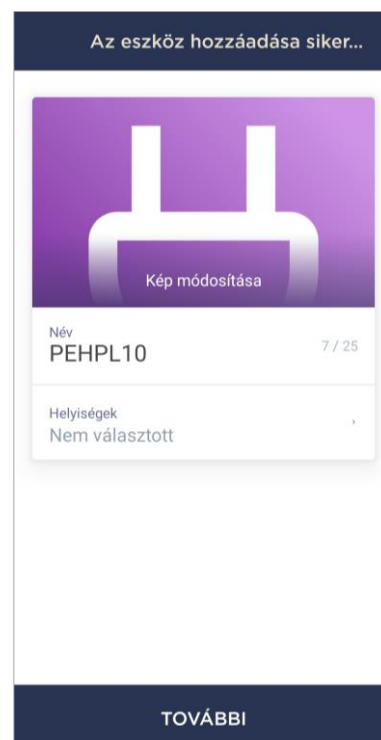 Az eszköz hozzáadása siker...
Kép módosítása
Név
PEHPL10
7 / 25
Helyiségek
Nem választott
TOVÁBBI